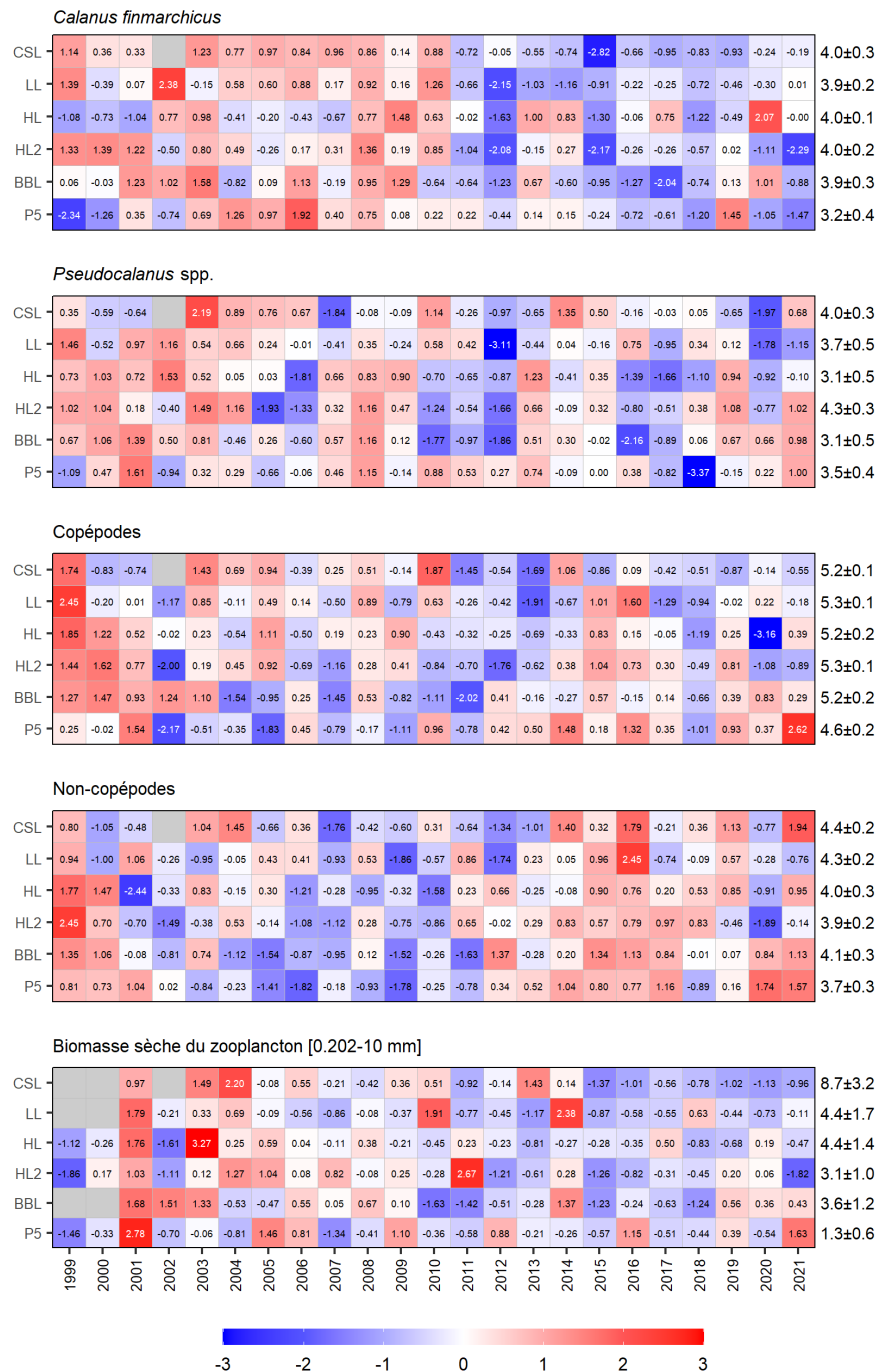 Calanus finmarchicus
CSL 1.14 0.36 0.33 1.23 0.77 0.97 0.84 0.96 0.86 0.14 0.88 -0.72 -0.05 -0.55 -0.74 -2.82 -0.66 -0.95 -0.83 -0.93 -0.24 -0.19 4.0±0.3
LL 1.39 -0.39 0.07 2.38 -0.15 0.58 0.60 0.88 0.17 0.92 0.16 1.26 -0.66 -2.15 -1.03 -1.16 -0.91 -0.22 -0.25 -0.72 -0.46 -0.30 0.01 3.9±0.2
HL -1.08 -0.73 -1.04 0.77 0.98 -0.41 -0.20 -0.43 -0.67 0.77 1.48 0.63 -0.02 -1.63 1.00 0.83 -1.30 -0.06 0.75 -1.22 -0.49 2.07 -0.00 4.0±0.1
HL2 1.33 1.39 1.22 -0.50 0.80 0.49 -0.26 0.17 0.31 1.36 0.19 0.85 -1.04 -2.08 -0.15 0.27 -2.17 -0.26 -0.26 -0.57 0.02 -1.11 -2.29 4.0±0.2
BBL 0.06 -0.03 1.23 1.02 1.58 -0.82 0.09 1.13 -0.19 0.95 1.29 -0.64 -0.64 -1.23 0.67 -0.60 -0.95 -1.27 -2.04 -0.74 0.13 1.01 -0.88 3.9±0.3
P5 -2.34 -1.26 0.35 -0.74 0.69 1.26 0.97 1.92 0.40 0.75 0.08 0.22 0.22 -0.44 0.14 0.15 -0.24 -0.72 -0.61 -1.20 1.45 -1.05 -1.47 3.2±0.4
Pseudocalanus spp.
CSL 0.35 -0.59 -0.64 2.19 0.89 0.76 0.67 -1.84 -0.08 -0.09 1.14 -0.26 -0.97 -0.65 1.35 0.50 -0.16 -0.03 0.05 -0.52 -1.97 0.68 4.0±0.3
LL 1.46 -0.52 0.97 1.16 0.54 0.66 0.24 -0.01 -0.41 0.35 -0.24 0.58 0.42 -3.11 -0.44 0.04 -0.16 0.75 -0.95 0.34 0.12 -1.78 -1.15 3.7±0.5
HL 0.73 1.03 0.72 1.53 0.52 0.05 0.03 -1.81 0.66 0.83 0.90 -0.70 -0.65 -0.87 1.23 -0.41 0.35 -1.39 -1.66 -1.10 0.94 -0.92 -0.10 3.1±0.5
HL2 1.02 1.04 0.18 -0.40 1.49 1.16 -1.93 -1.33 0.32 1.16 0.47 -1.24 -0.54 -1.66 0.66 -0.09 0.32 -0.80 -0.51 0.38 1.08 -0.77 1.02 4.3±0.3
BBL 0.67 1.06 1.39 0.50 0.81 -0.46 0.26 -0.60 0.57 1.16 0.12 -1.77 -0.97 -1.86 0.51 0.30 -0.02 -2.16 -0.89 0.06 0.67 0.66 0.98 3.1±0.5
P5 -1.09 0.47 1.61 -0.94 0.32 0.29 -0.66 -0.06 0.46 1.15 -0.14 0.88 0.53 0.27 0.74 -0.09 0.00 0.38 -0.82 -3.37 -0.15 0.22 1.00 3.5±0.4
Copépodes
CSL 1.74 -0.83 -0.74 1.43 0.69 0.94 -0.39 0.25 0.51 -0.14 1.87 -1.45 -0.54 -1.69 1.06 -0.86 0.09 -0.42 -0.51 -0.87 -0.14 -0.55 5.2±0.1
LL 2.45 -0.20 0.01 -1.17 0.85 -0.11 0.49 0.14 -0.50 0.89 -0.79 0.63 -0.26 -0.42 -1.91 -0.67 1.01 1.60 -1.29 -0.94 -0.02 0.22 -0.18 5.3±0.1
HL 1.85 1.22 0.52 -0.02 0.23 -0.54 1.11 -0.50 0.19 0.23 0.90 -0.43 -0.32 -0.25 -0.69 -0.33 0.83 0.15 -0.05 -1.19 0.25 -3.16 0.39 5.2±0.2
HL2 1.44 1.62 0.77 -2.00 0.19 0.45 0.92 -0.69 -1.16 0.28 0.41 -0.84 -0.70 -1.76 -0.62 0.38 1.04 0.73 0.30 -0.49 0.81 -1.08 -0.89 5.3±0.1
BBL 1.27 1.47 0.93 1.24 1.10 -1.54 -0.95 0.25 -1.45 0.53 -0.82 -1.11 -2.02 0.41 -0.16 -0.27 0.57 -0.15 0.14 -0.66 0.39 0.83 0.29 5.2±0.2
P5 0.25 -0.02 1.54 -2.17 -0.51 -0.35 -1.83 0.45 -0.79 -0.17 -1.11 0.96 -0.78 0.42 0.50 1.48 0.18 1.32 0.35 -1.01 0.93 0.37 2.62 4.6±0.2
Non-copépodes
CSL 0.80 -1.05 -0.48 1.04 1.45 -0.66 0.36 -1.76 -0.42 -0.60 0.31 -0.64 -1.34 -1.01 1.40 0.32 1.79 -0.21 0.36 1.13 -0.77 1.94 4.4±0.2
LL 0.94 -1.00 1.06 -0.26 -0.95 -0.05 0.43 0.41 -0.93 0.53 -1.86 -0.57 0.86 -1.74 0.23 0.05 0.96 2.45 -0.74 -0.09 0.57 -0.28 -0.76 4.3±0.2
HL 1.77 1.47 -2.44 -0.33 0.83 -0.15 0.30 -1.21 -0.28 -0.95 -0.32 -1.58 0.23 0.66 -0.25 -0.08 0.90 0.76 0.20 0.53 0.85 -0.91 0.95 4.0±0.3
HL2 2.45 0.70 -0.70 -1.49 -0.38 0.53 -0.14 -1.08 -1.12 0.28 -0.75 -0.86 0.65 -0.02 0.29 0.83 0.57 0.79 0.97 0.83 -0.46 -1.89 -0.14 3.9±0.2
BBL 1.35 1.06 -0.08 -0.81 0.74 -1.12 -1.54 -0.87 -0.95 0.12 -1.52 -0.26 -1.63 1.37 -0.28 0.20 1.34 1.13 0.84 -0.01 0.07 0.84 1.13 4.1±0.3
P5 0.81 0.73 1.04 0.02 -0.84 -0.23 -1.41 -1.82 -0.18 -0.93 -1.78 -0.25 -0.78 0.34 0.52 1.04 0.80 0.77 1.16 -0.89 0.16 1.74 1.57 3.7±0.3
Biomasse sèche du zooplancton [0.202-10 mm]
CSL 0.97 1.49 2.20 -0.08 0.55 -0.21 -0.42 0.36 0.51 -0.92 -0.14 1.43 0.14 -1.37 -1.01 -0.56 -0.78 -1.02 -1.13 -0.96 8.7±3.2
LL 1.79 -0.21 0.33 0.69 -0.09 -0.56 -0.86 -0.08 -0.37 1.91 -0.77 -0.45 -1.17 2.38 -0.87 -0.58 -0.55 0.63 -0.44 -0.73 -0.11 4.4±1.7
HL -1.12 -0.26 1.76 -1.61 3.27 0.25 0.59 0.04 -0.11 0.38 -0.21 -0.45 0.23 -0.23 -0.81 -0.27 -0.28 -0.35 0.50 -0.83 -0.68 0.19 -0.47 4.4±1.4
HL2 -1.86 0.17 1.03 -1.11 0.12 1.27 1.04 0.07 0.82 -0.08 0.25 -0.28 2.67 -1.21 -0.61 0.28 -1.26 -0.82 -0.31 -0.45 0.20 0.06 -1.82 3.1±1.0
BBL 1.68 1.51 1.33 -0.53 -0.47 0.55 0.05 0.67 0.10 -1.63 -1.42 -0.51 -0.28 1.37 -1.23 -0.24 -0.63 -1.24 0.56 0.36 0.43 3.6±1.2
P5 -1.46 -0.33 2.78 -0.70 -0.06 -0.81 1.46 0.81 -1.34 -0.41 1.10 -0.36 -0.58 0.88 -0.21 -0.26 -0.57 1.15 -0.51 -0.44 0.39 -0.54 1.63 1.3±0.6
1999 2000 2001 2002 2003 2004 2005 2006 2007 2008 2009 2010 2011 2012 2013 2014 2015 2016 2017 2018 2019 2020 2021
-3 -2 -1 0 1 2 3